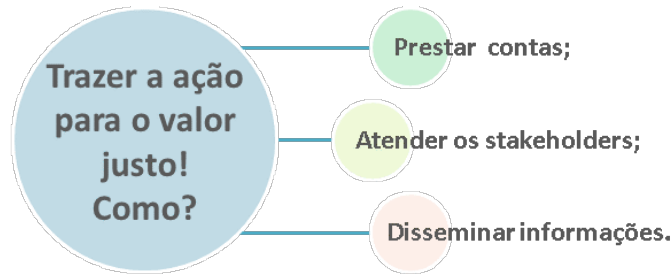 Trazer a ação
para o valor
justo!
Como?
Prestar contas;
Atender os stakeholders;
Disseminar informações.